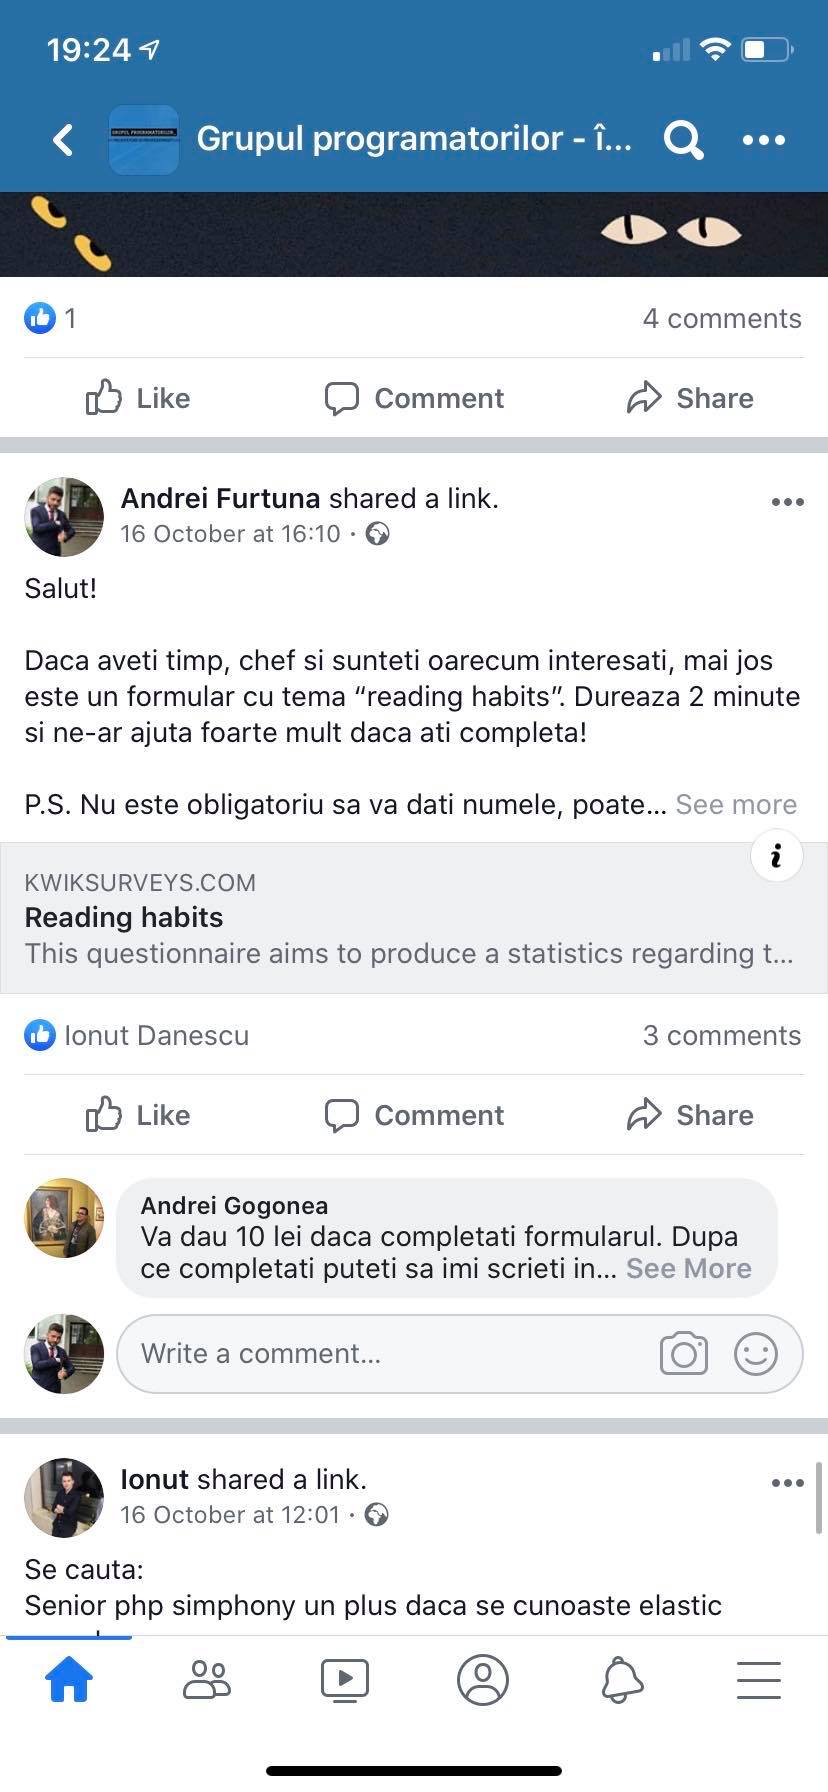 19:24
Grupul programatorilor - î...
1
4 comments
Like
Comment
Share
Andrei Furtuna shared a link.
16 October at 16:10 ·
Salut!
Daca aveti timp, chef si sunteti oarecum interesati, mai jos
este un formular cu tema “reading habits”. Dureaza 2 minute
si ne-ar ajuta foarte mult daca ati completa!
P.S. Nu este obligatoriu sa va dati numele, poate... See more
i
KWIKSURVEYS.COM
Reading habits
This questionnaire aims to produce a statistics regarding t...
Ionut Danescu
3 comments
Like
Comment
Share
Andrei Gogonea
Va dau 10 lei daca completati formularul. Dupa
ce completati puteti sa imi scrieti in... See More
Write a comment...
Ionut shared a link.
16 October at 12:01 ·
Se cauta:
Senior php simphony un plus daca se cunoaste elastic